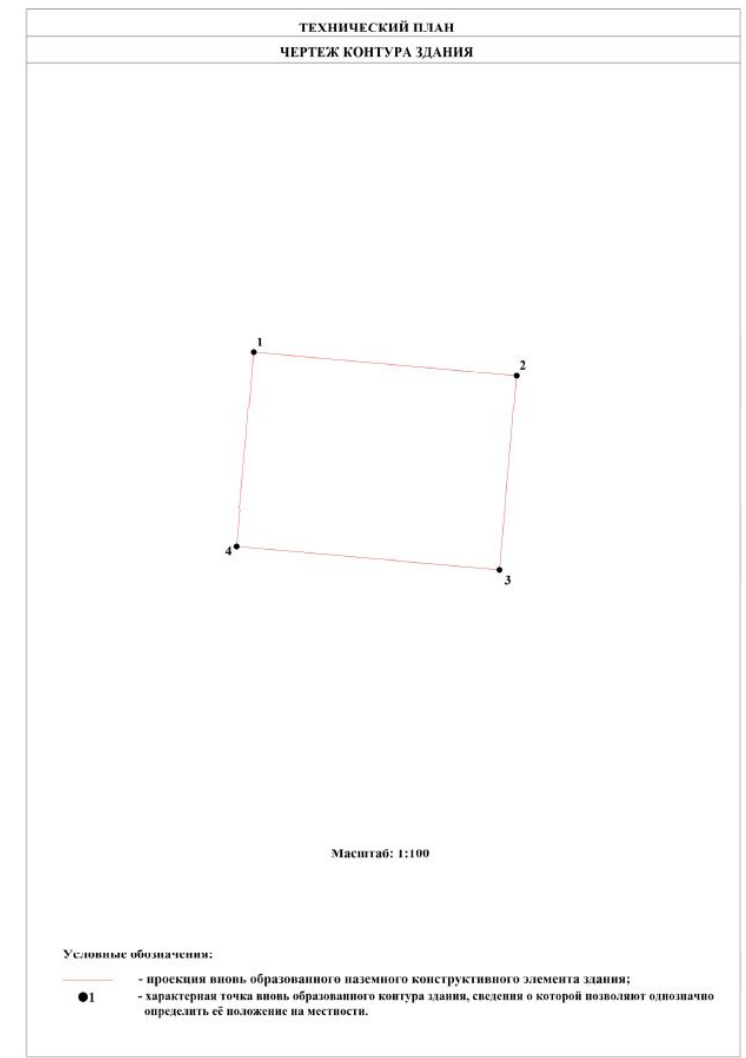 ТЕХНИЧЕСКИЙ ПЛАН
ЧЕРТЕЖ КОНТУРА ЗДАНИЯ
1
2
4
3
Масштаб: 1:100
Условные обозначения:
- проекция вновь образованного наземного конструктивного элемента здания;
1 - характерная точка вновь образованного контура здания, сведения о которой позволяют однозначно
определить её положение на местности.